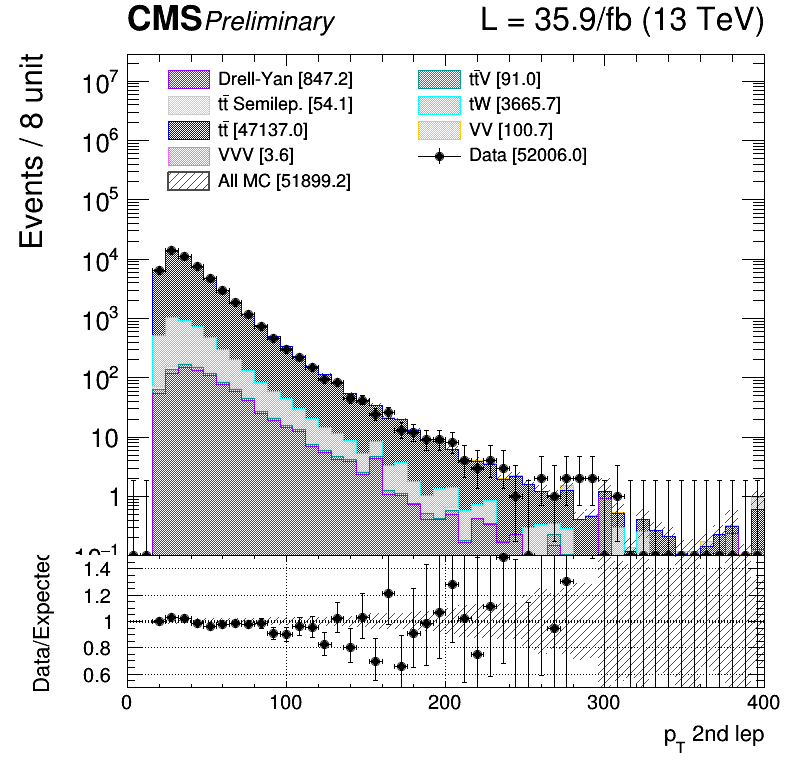 CMS Preliminary L = 35.9/fb (13 TeV)
Events / 8 unit
Drell-Yan [847.2]
tt̄ Semilep. [54.1]
tt̄ [47137.0]
VVV [3.6]
All MC [51899.2]
tt̄V [91.0]
tW [3665.7]
VV [100.7]
Data [52006.0]
10⁷
10⁶
10⁵
10⁴
10³
10²
10
1
10⁻¹
Data/Expected
1.4
1.2
1
0.8
0.6
0 100 200 300 400
p_T 2nd lep